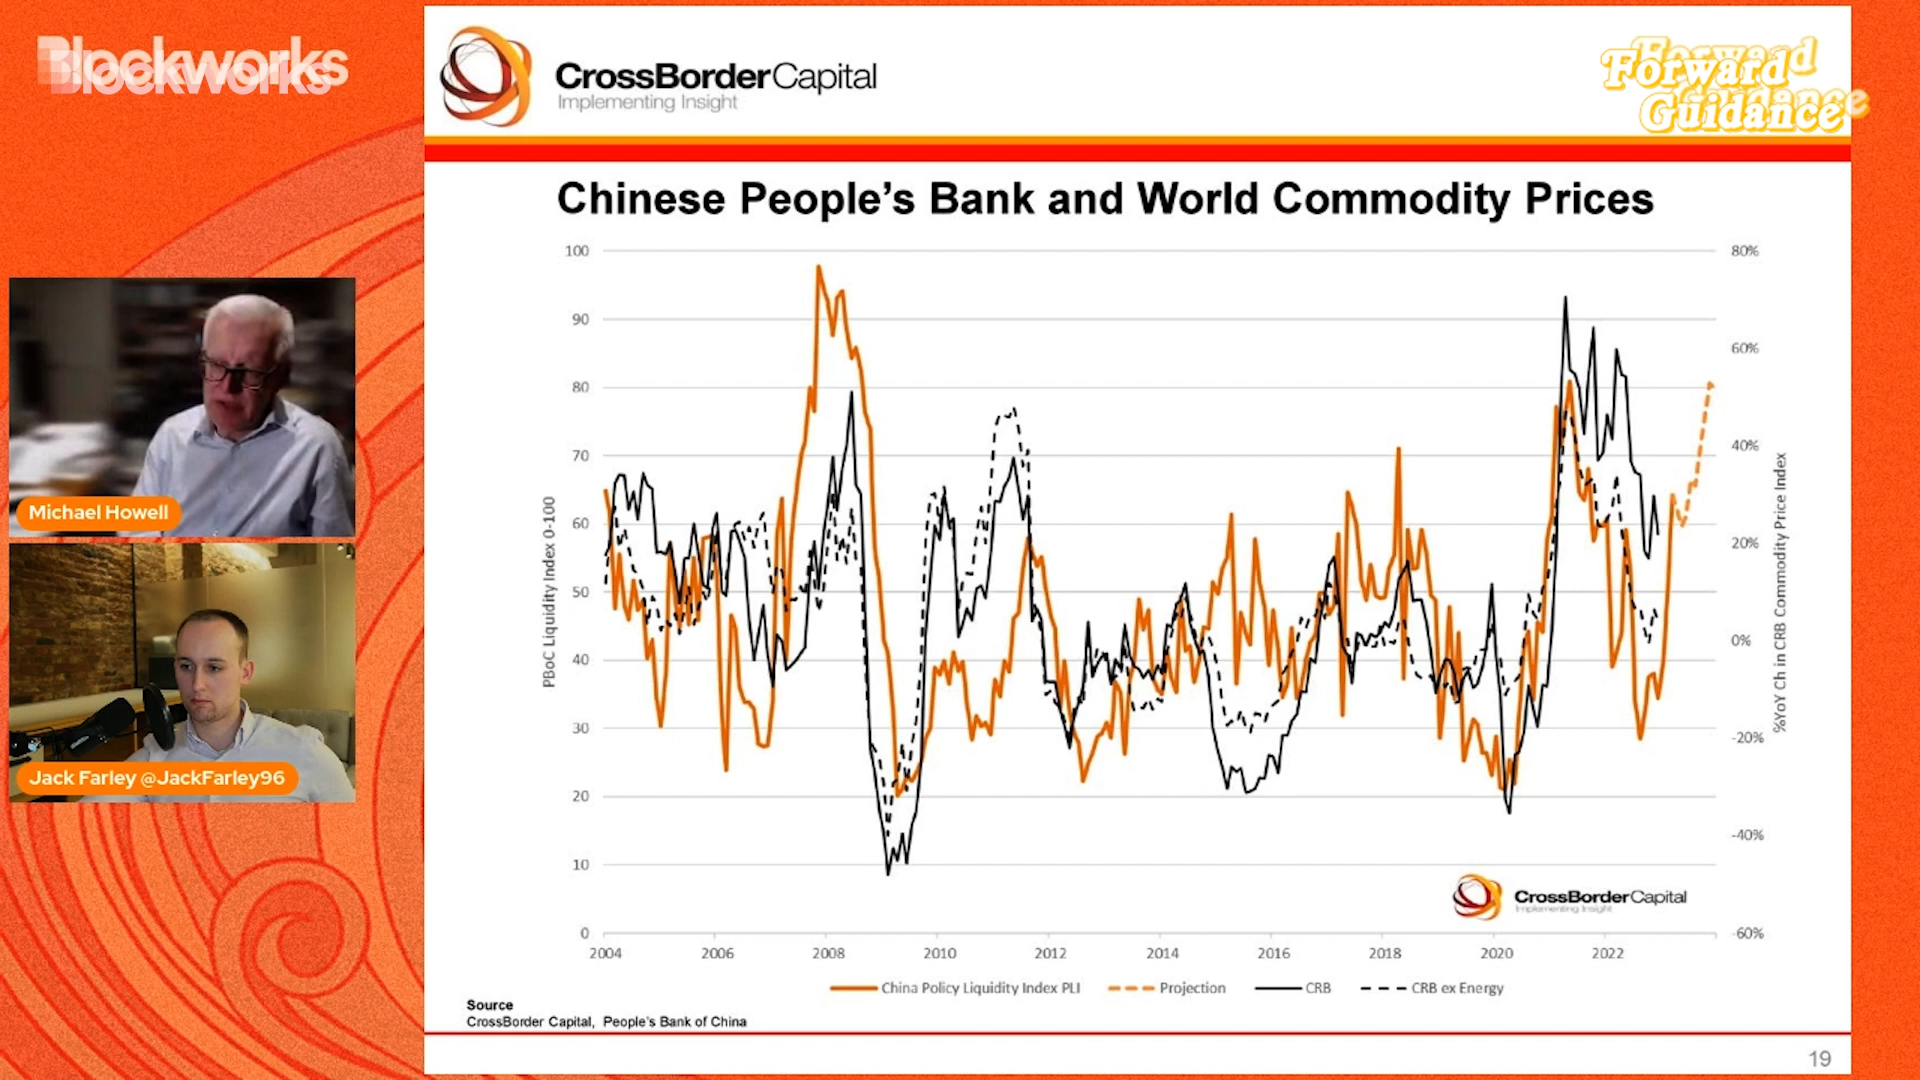 Blockworks
CrossBorderCapital
Implementing Insight
Forward
Guidance
Chinese People's Bank and World Commodity Prices
PBoC Liquidity Index 0-100
100
90
80
70
60
50
40
30
20
10
0
80%
60%
40%
20%
0%
-20%
-40%
-60%
%YoY Ch in CRB Commodity Price Index
Michael Howell
Jack Farley @JackFarley96
CrossBorderCapital
Implementing Insight
2004 2006 2008 2010 2012 2014 2016 2018 2020 2022
China Policy Liquidity Index PLI Projection CRB CRB ex Energy
Source
CrossBorder Capital, People's Bank of China
19